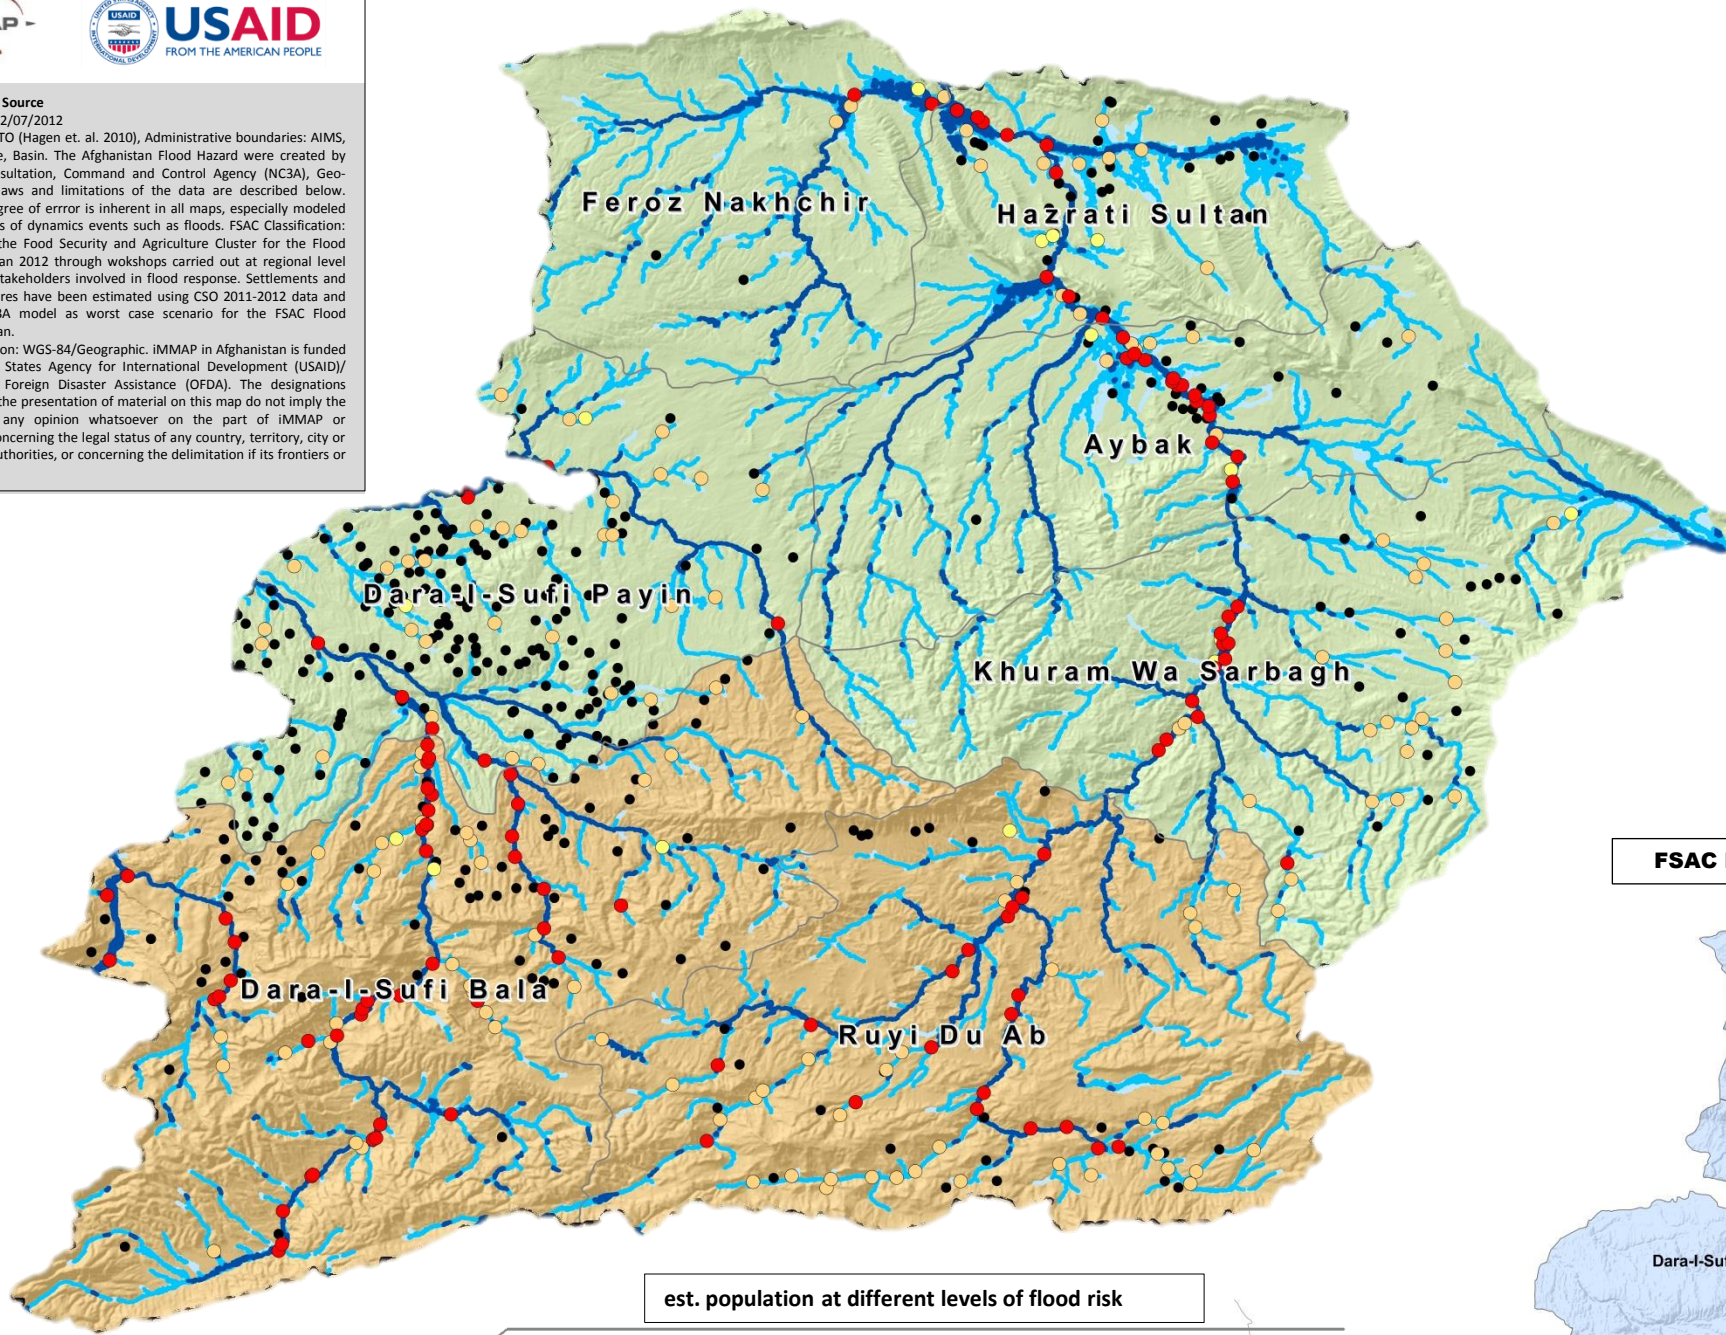 AP
USAID
USAID
FROM THE AMERICAN PEOPLE
UNITED STATES AGENCY
INTERNATIONAL DEVELOPMENT
Source
2/07/2012
TO (Hagen et. al. 2010), Administrative boundaries: AIMS,
e, Basin. The Afghanistan Flood Hazard were created by
sultation, Command and Control Agency (NC3A), Geo-
aws and limitations of the data are described below.
gree of errror is inherent in all maps, especially modeled
s of dynamics events such as floods. FSAC Classification:
the Food Security and Agriculture Cluster for the Flood
an 2012 through wokshops carried out at regional level
takeholders involved in flood response. Settlements and
res have been estimated using CSO 2011-2012 data and
3A model as worst case scenario for the FSAC Flood
an.
on: WGS-84/Geographic. iMMAP in Afghanistan is funded
States Agency for International Development (USAID)/
Foreign Disaster Assistance (OFDA). The designations
the presentation of material on this map do not imply the
any opinion whatsoever on the part of iMMAP or
oncerning the legal status of any country, territory, city or
uthorities, or concerning the delimitation if its frontiers or
Feroz Nakhchir
Hazrati Sultan
Aybak
Dara-I-Sufi Payin
Khuram Wa Sarbagh
FSAC
Dara-I-Sufi Bala
Ruyi Du Ab
Dara-I-Suf
est. population at different levels of flood risk